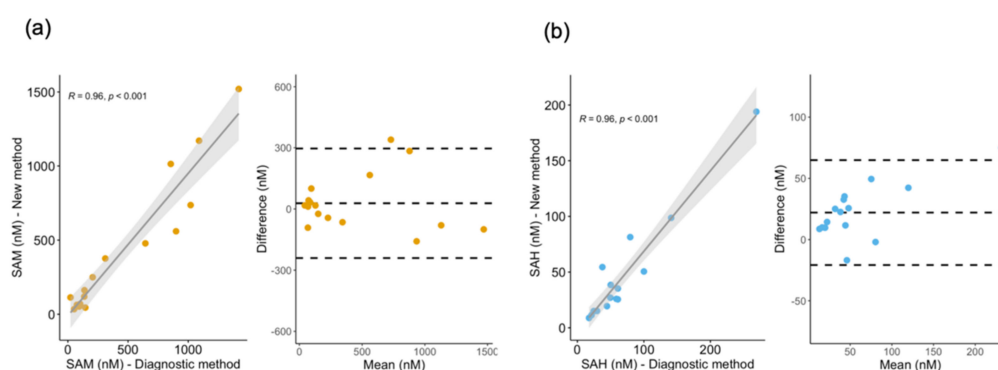 (a)
R = 0.96, p < 0.001
SAM (nM) - New method
1500
1000
500
0
0
500
1000
SAM (nM) - Diagnostic method
Difference (nM)
600
300
0
-300
-600
0
500
1000
1500
Mean (nM)
(b)
R = 0.96, p < 0.001
SAH (nM) - New method
200
150
100
50
0
0
100
200
SAH (nM) - Diagnostic method
Difference (nM)
100
50
0
-50
50
100
150
200
Mean (nM)